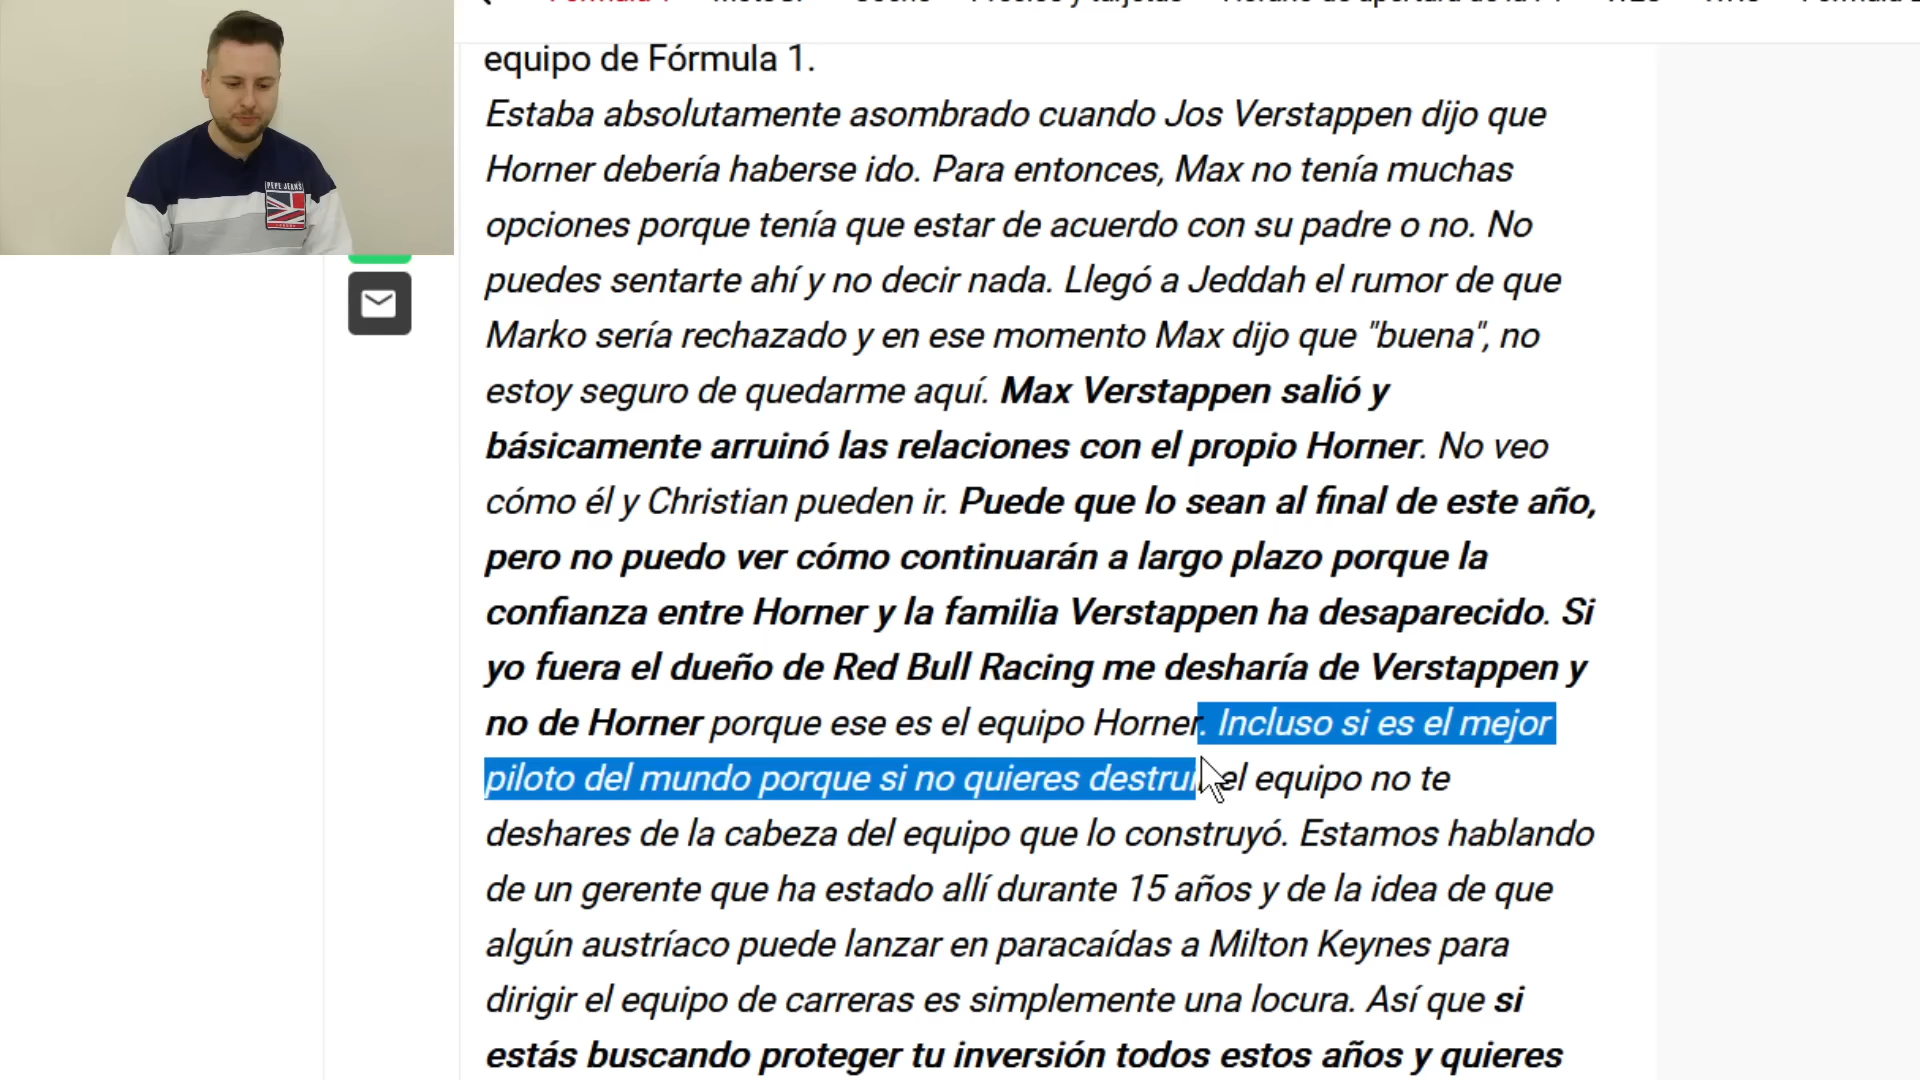 equipo de Fórmula 1.
Estaba absolutamente asombrado cuando Jos Verstappen dijo que
Horner debería haberse ido. Para entonces, Max no tenía muchas
opciones porque tenía que estar de acuerdo con su padre o no. No
puedes sentarte ahí y no decir nada. Llegó a Jeddah el rumor de que
Marko sería rechazado y en ese momento Max dijo que "buena", no
estoy seguro de quedarme aquí. Max Verstappen salió y
básicamente arruinó las relaciones con el propio Horner. No veo
cómo él y Christian pueden ir. Puede que lo sean al final de este año,
pero no puedo ver cómo continuarán a largo plazo porque la
confianza entre Horner y la familia Verstappen ha desaparecido. Si
yo fuera el dueño de Red Bull Racing me desharía de Verstappen y
no de Horner porque ese es el equipo Horner. Incluso si es el mejor
piloto del mundo porque si no quieres destruir el equipo no te
deshares de la cabeza del equipo que lo construyó. Estamos hablando
de un gerente que ha estado allí durante 15 años y de la idea de que
algún austríaco puede lanzar en paracaídas a Milton Keynes para
dirigir el equipo de carreras es simplemente una locura. Así que si
estás buscando proteger tu inversión todos estos años y quieres
PEPE JEANS